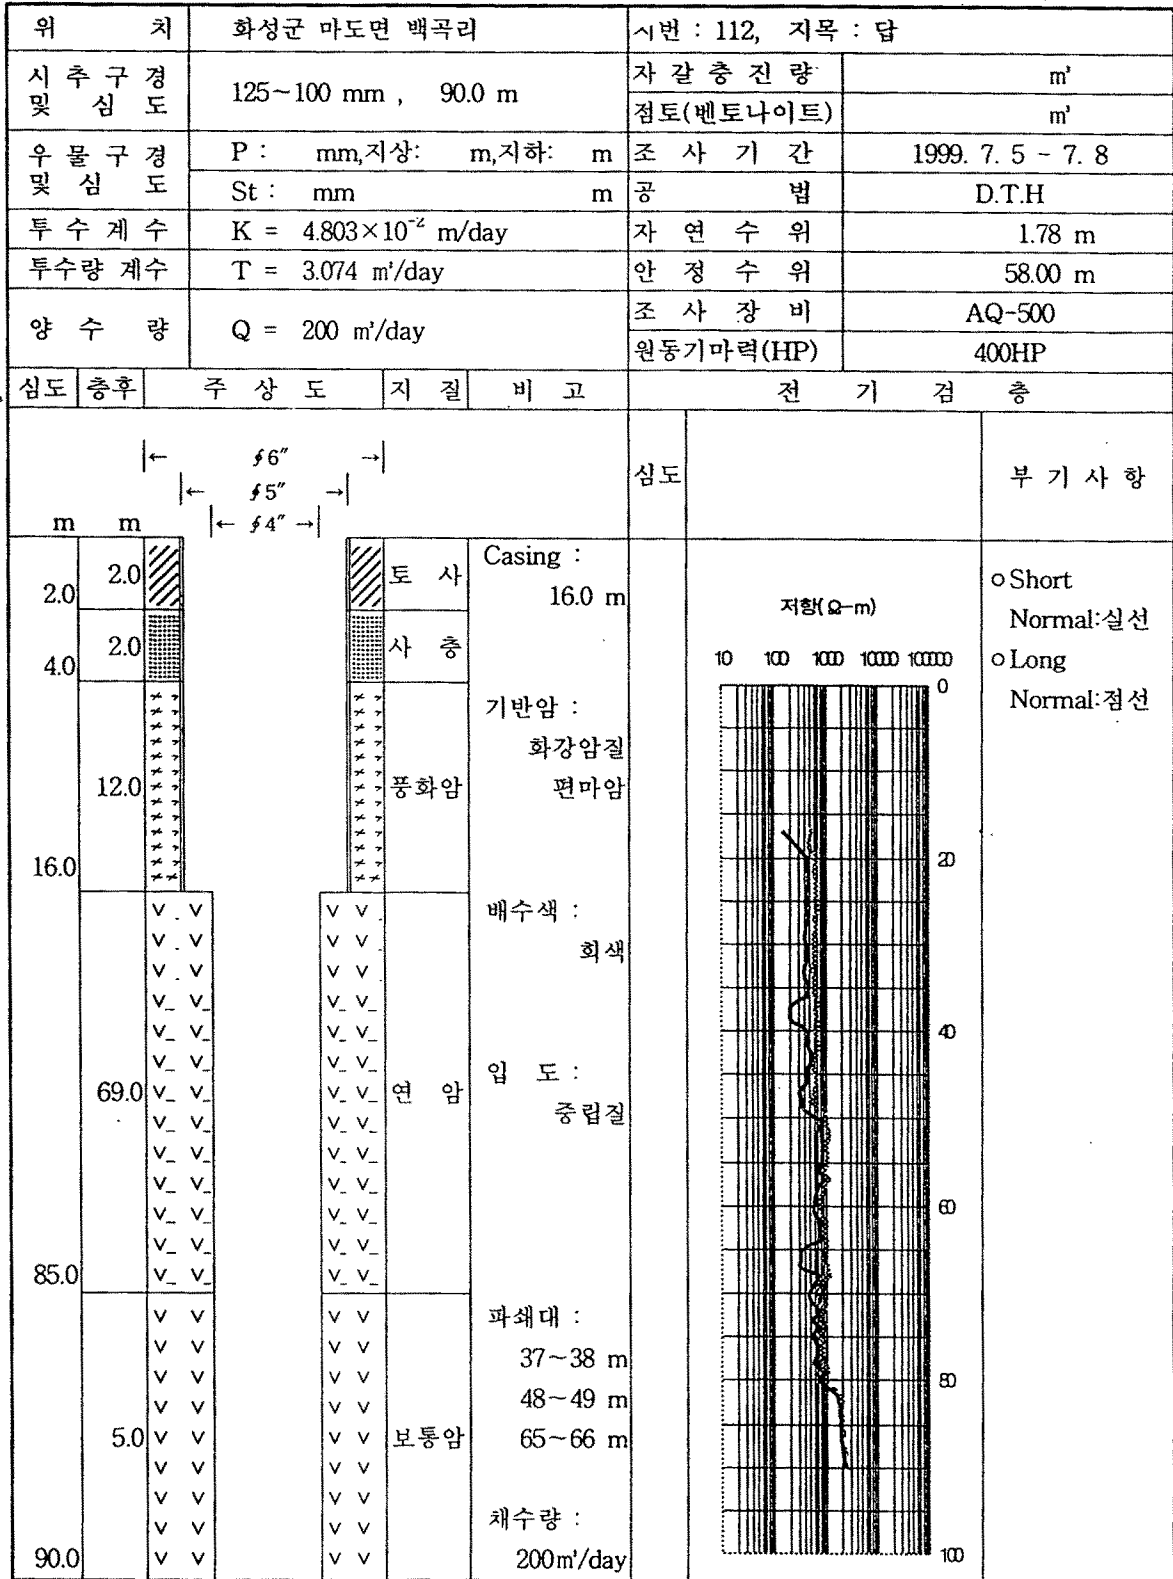 위 치 화성군 마도면 백곡리 지번 : 112, 지목 : 답
시 추 구 경 및 심 도 125~100 mm , 90.0 m
자 갈 충 진 량 m³
점토(벤토나이트) m³
우 물 구 경 및 심 도 P : mm,지상: m,지하: m
조 사 기 간 1999. 7. 5 - 7. 8
St : mm m
공 법 D.T.H
투 수 계 수 K = 4.803×10⁻² m/day
자 연 수 위 1.78 m
투수량 계수 T = 3.074 m²/day
안 정 수 위 58.00 m
양 수 량 Q = 200 m³/day
조 사 장 비 AQ-500
원동기마력(HP) 400HP
심도 층후 주 상 도 지 질 비 고 전 기 검 층
|← ∮6″ →|
|← ∮5″ →|
|← ∮4″ →|
m m
심도
부 기 사 항
2.0 2.0 토 사 Casing :
16.0 m
4.0 2.0 사 층
16.0 12.0 풍화암 기반암 :
화강암질
편마암
85.0 69.0 연 암 배수색 :
회색
입 도 :
중립질
90.0 5.0 보통암 파쇄대 :
37~38 m
48~49 m
65~66 m
채수량 :
200m³/day
저항(Ω-m)
10 100 1000 10000 100000
0
20
40
60
80
100
○ Short
Normal:실선
○ Long
Normal:점선